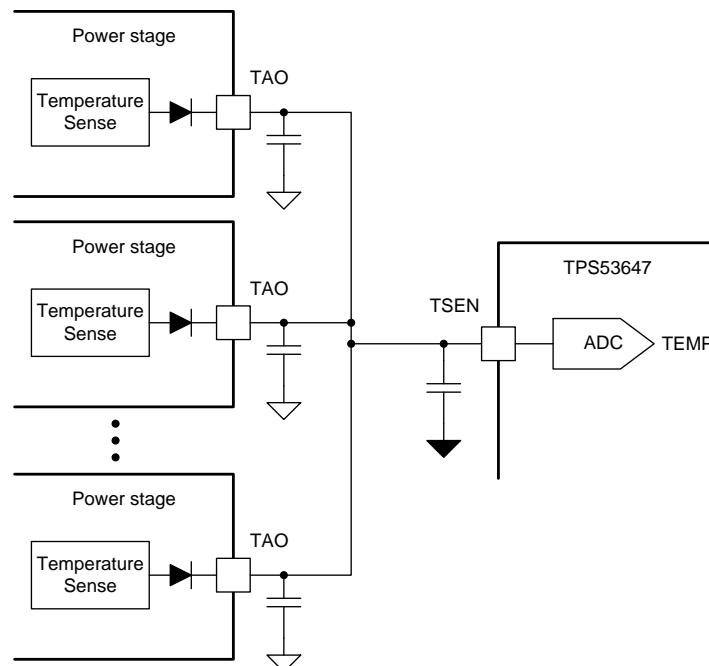 Power stage
TAO
Temperature
Sense
Power stage
TAO
Temperature
Sense
TPS53647
TSEN
ADC
TEMP
Power stage
TAO
Temperature
Sense